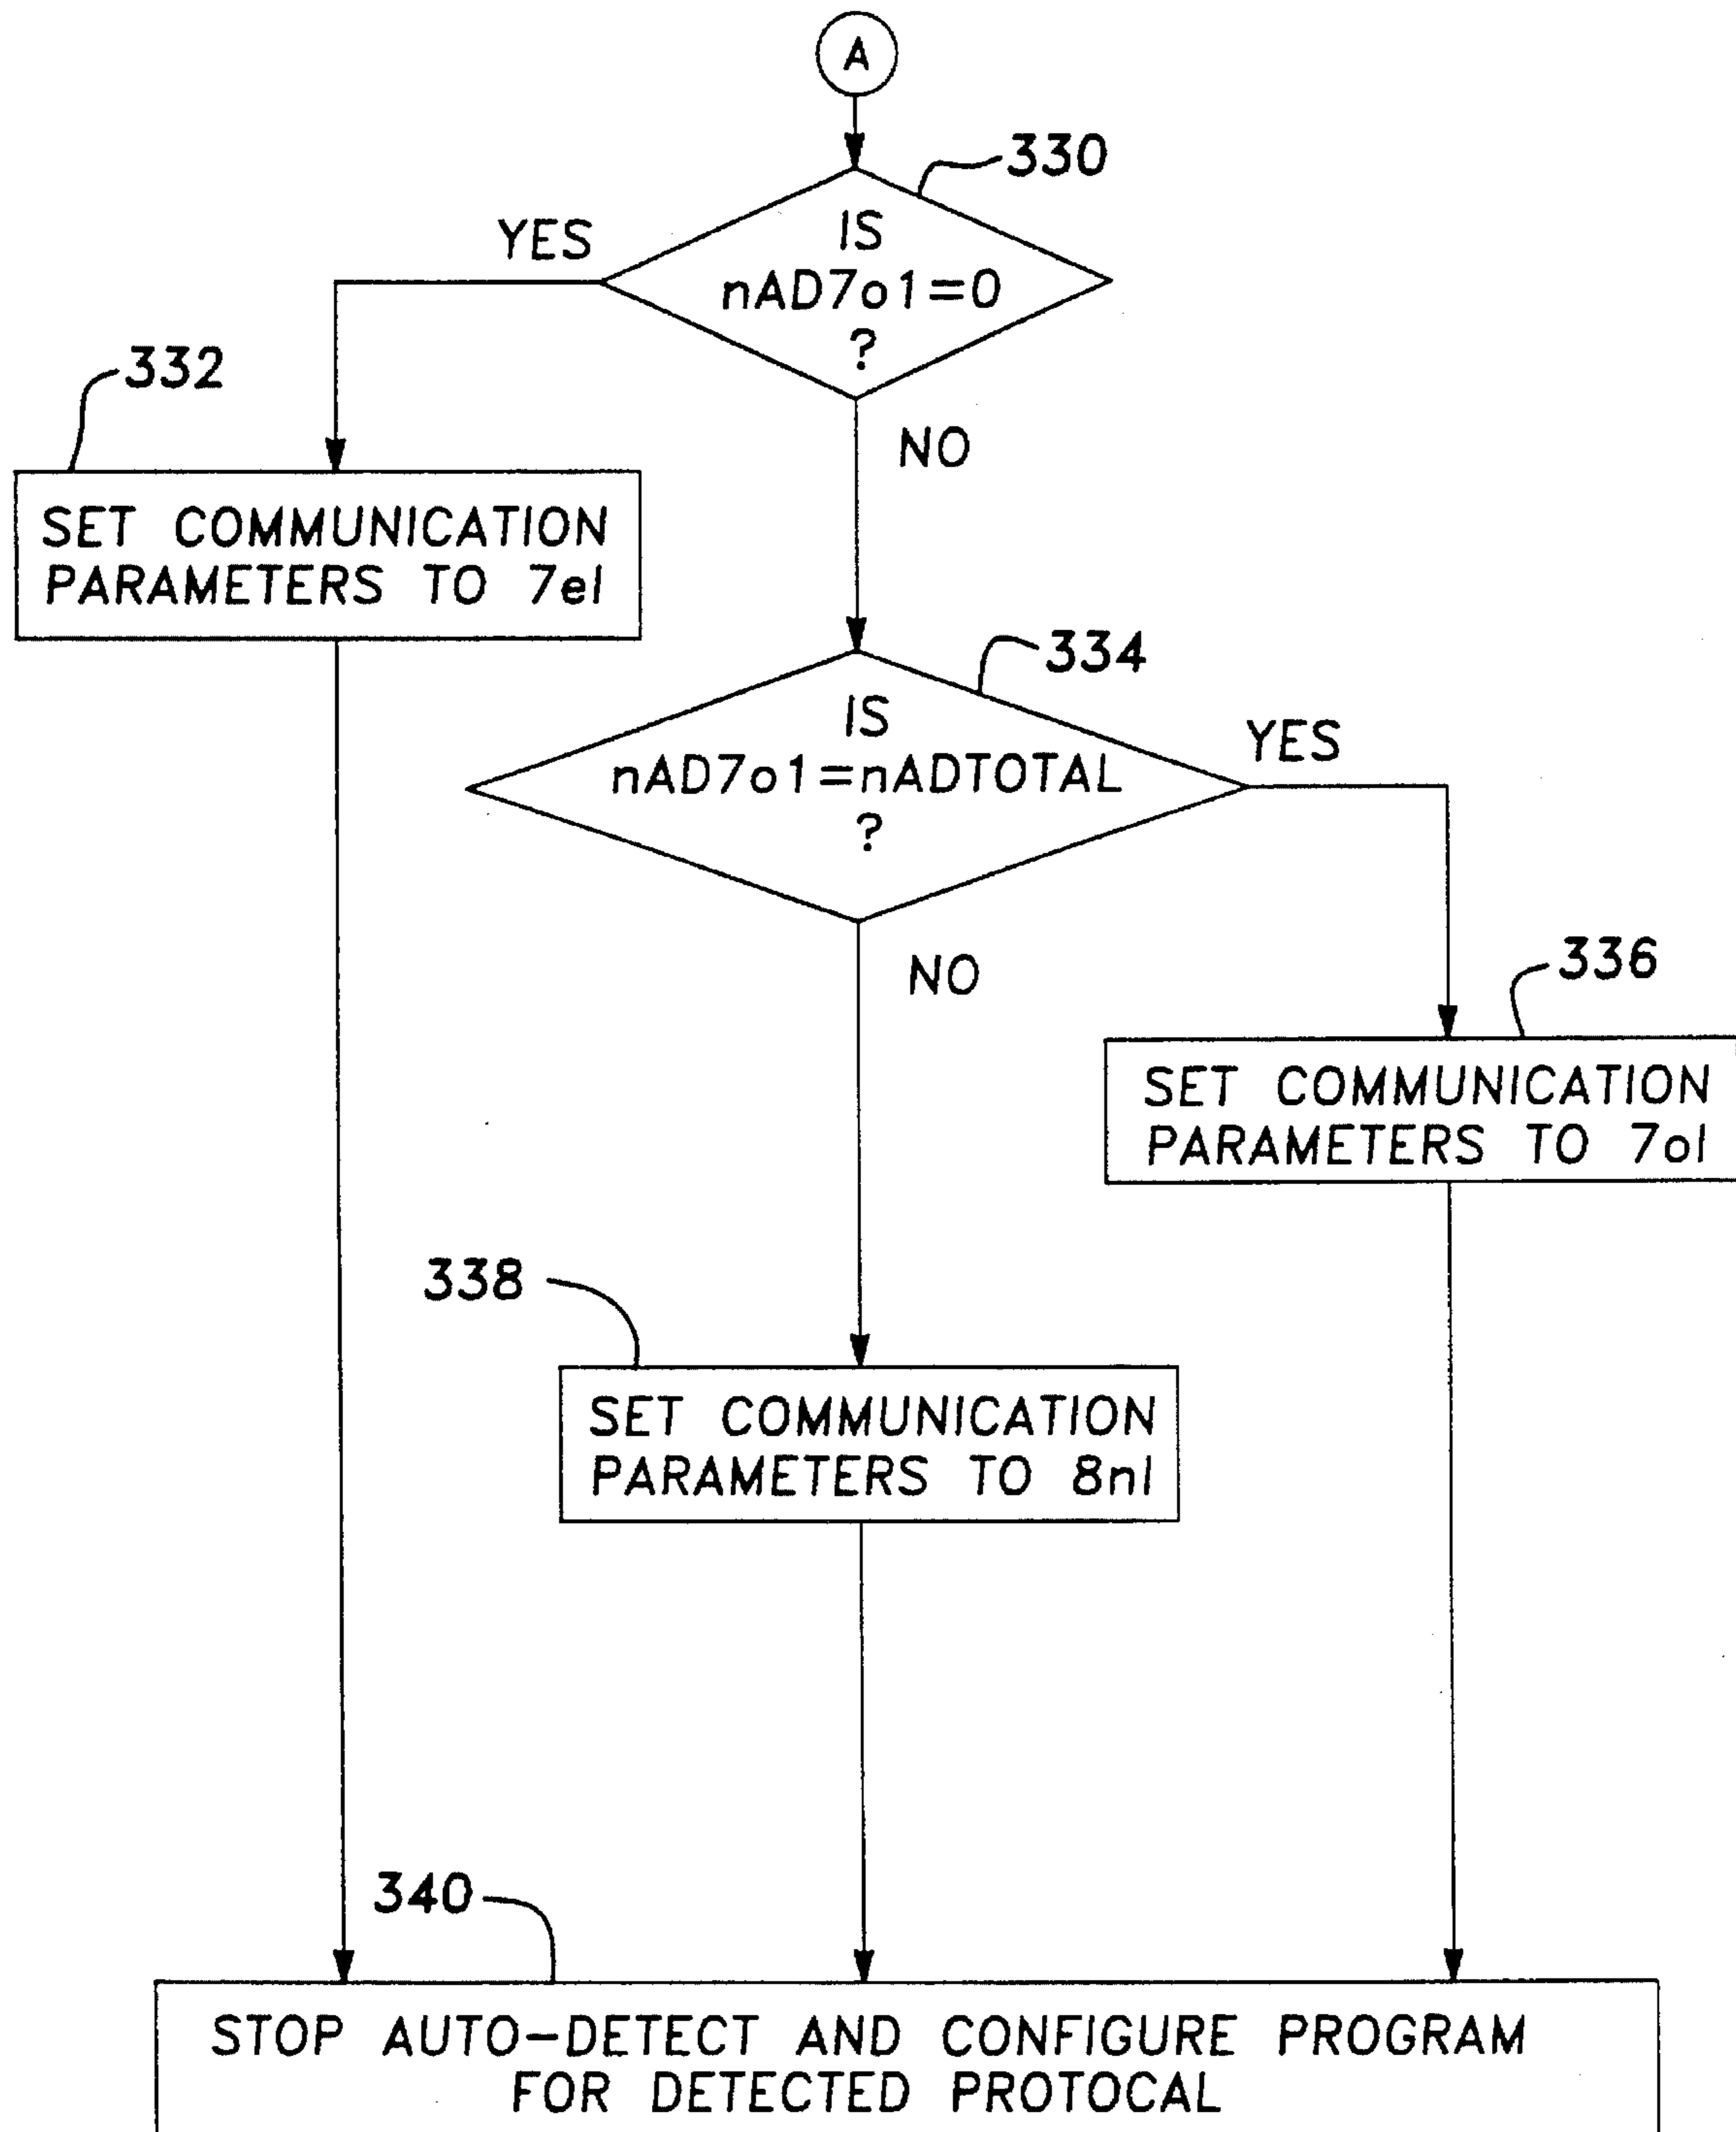 A
330
IS
nAD7o1=0
?
YES
NO
332
SET COMMUNICATION
PARAMETERS TO 7el
334
IS
nAD7o1=nADTOTAL
?
YES
NO
336
SET COMMUNICATION
PARAMETERS TO 7ol
338
SET COMMUNICATION
PARAMETERS TO 8nl
340
STOP AUTO-DETECT AND CONFIGURE PROGRAM
FOR DETECTED PROTOCAL